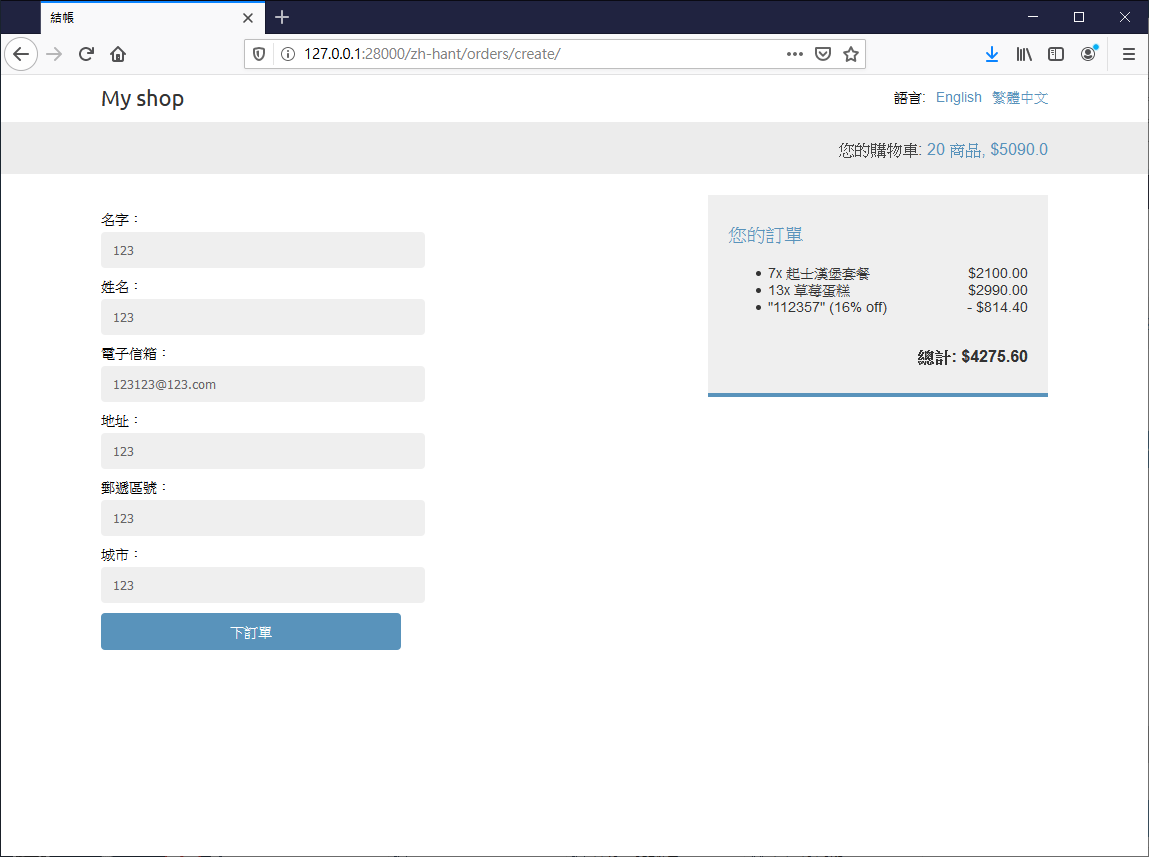 結帳
127.0.0.1:28000/zh-hant/orders/create/
My shop
語言: English 繁體中文
您的購物車: 20 商品, $5090.0
名字：
123
姓名：
123
電子信箱：
123123@123.com
地址：
123
郵遞區號：
123
城市：
123
下訂單
您的訂單
7x 起士漢堡套餐 $2100.00
13x 草莓蛋糕 $2990.00
"112357" (16% off) - $814.40
總計: $4275.60